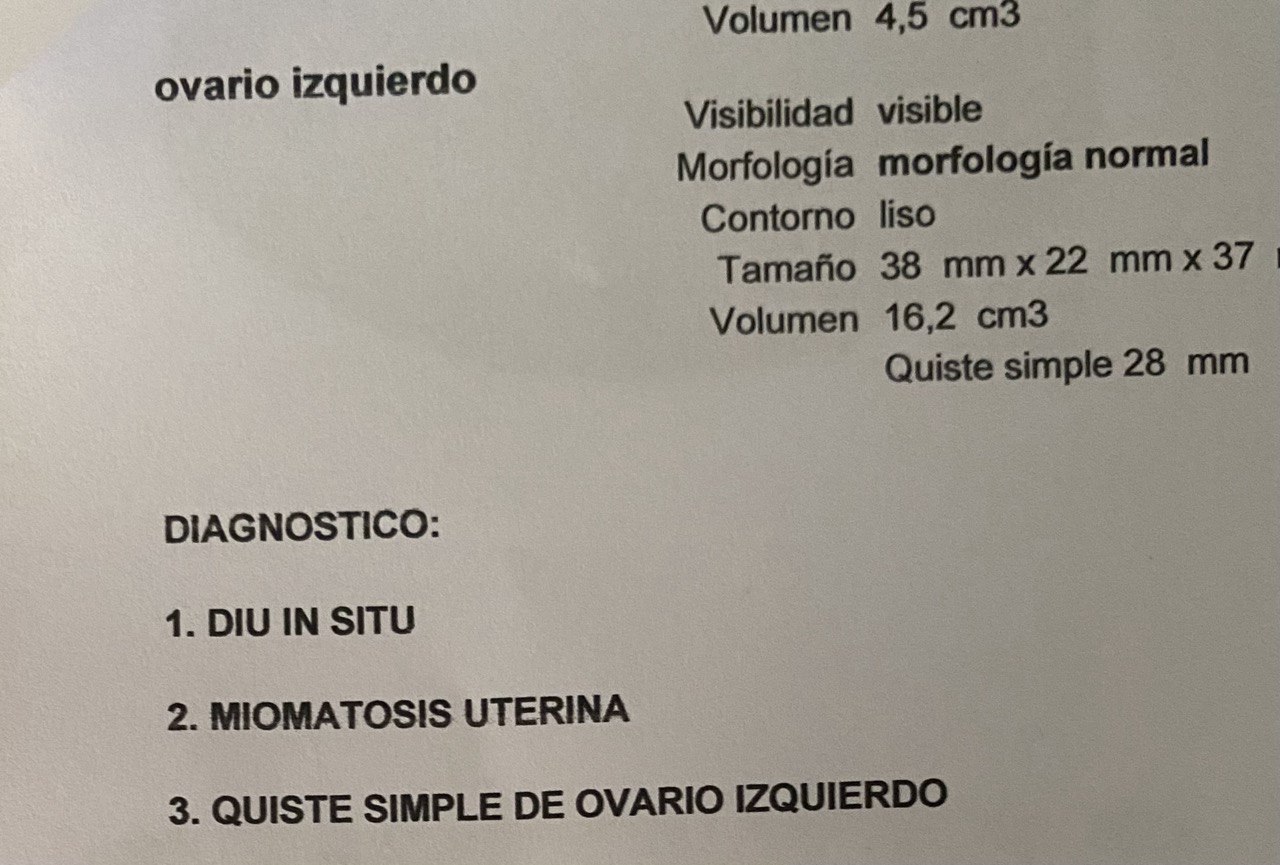 Volumen 4,5 cm3
ovario izquierdo
Visibilidad visible
Morfología morfología normal
Contorno liso
Tamaño 38 mm x 22 mm x 37
Volumen 16,2 cm3
Quiste simple 28 mm
DIAGNOSTICO:
1. DIU IN SITU
2. MIOMATOSIS UTERINA
3. QUISTE SIMPLE DE OVARIO IZQUIERDO